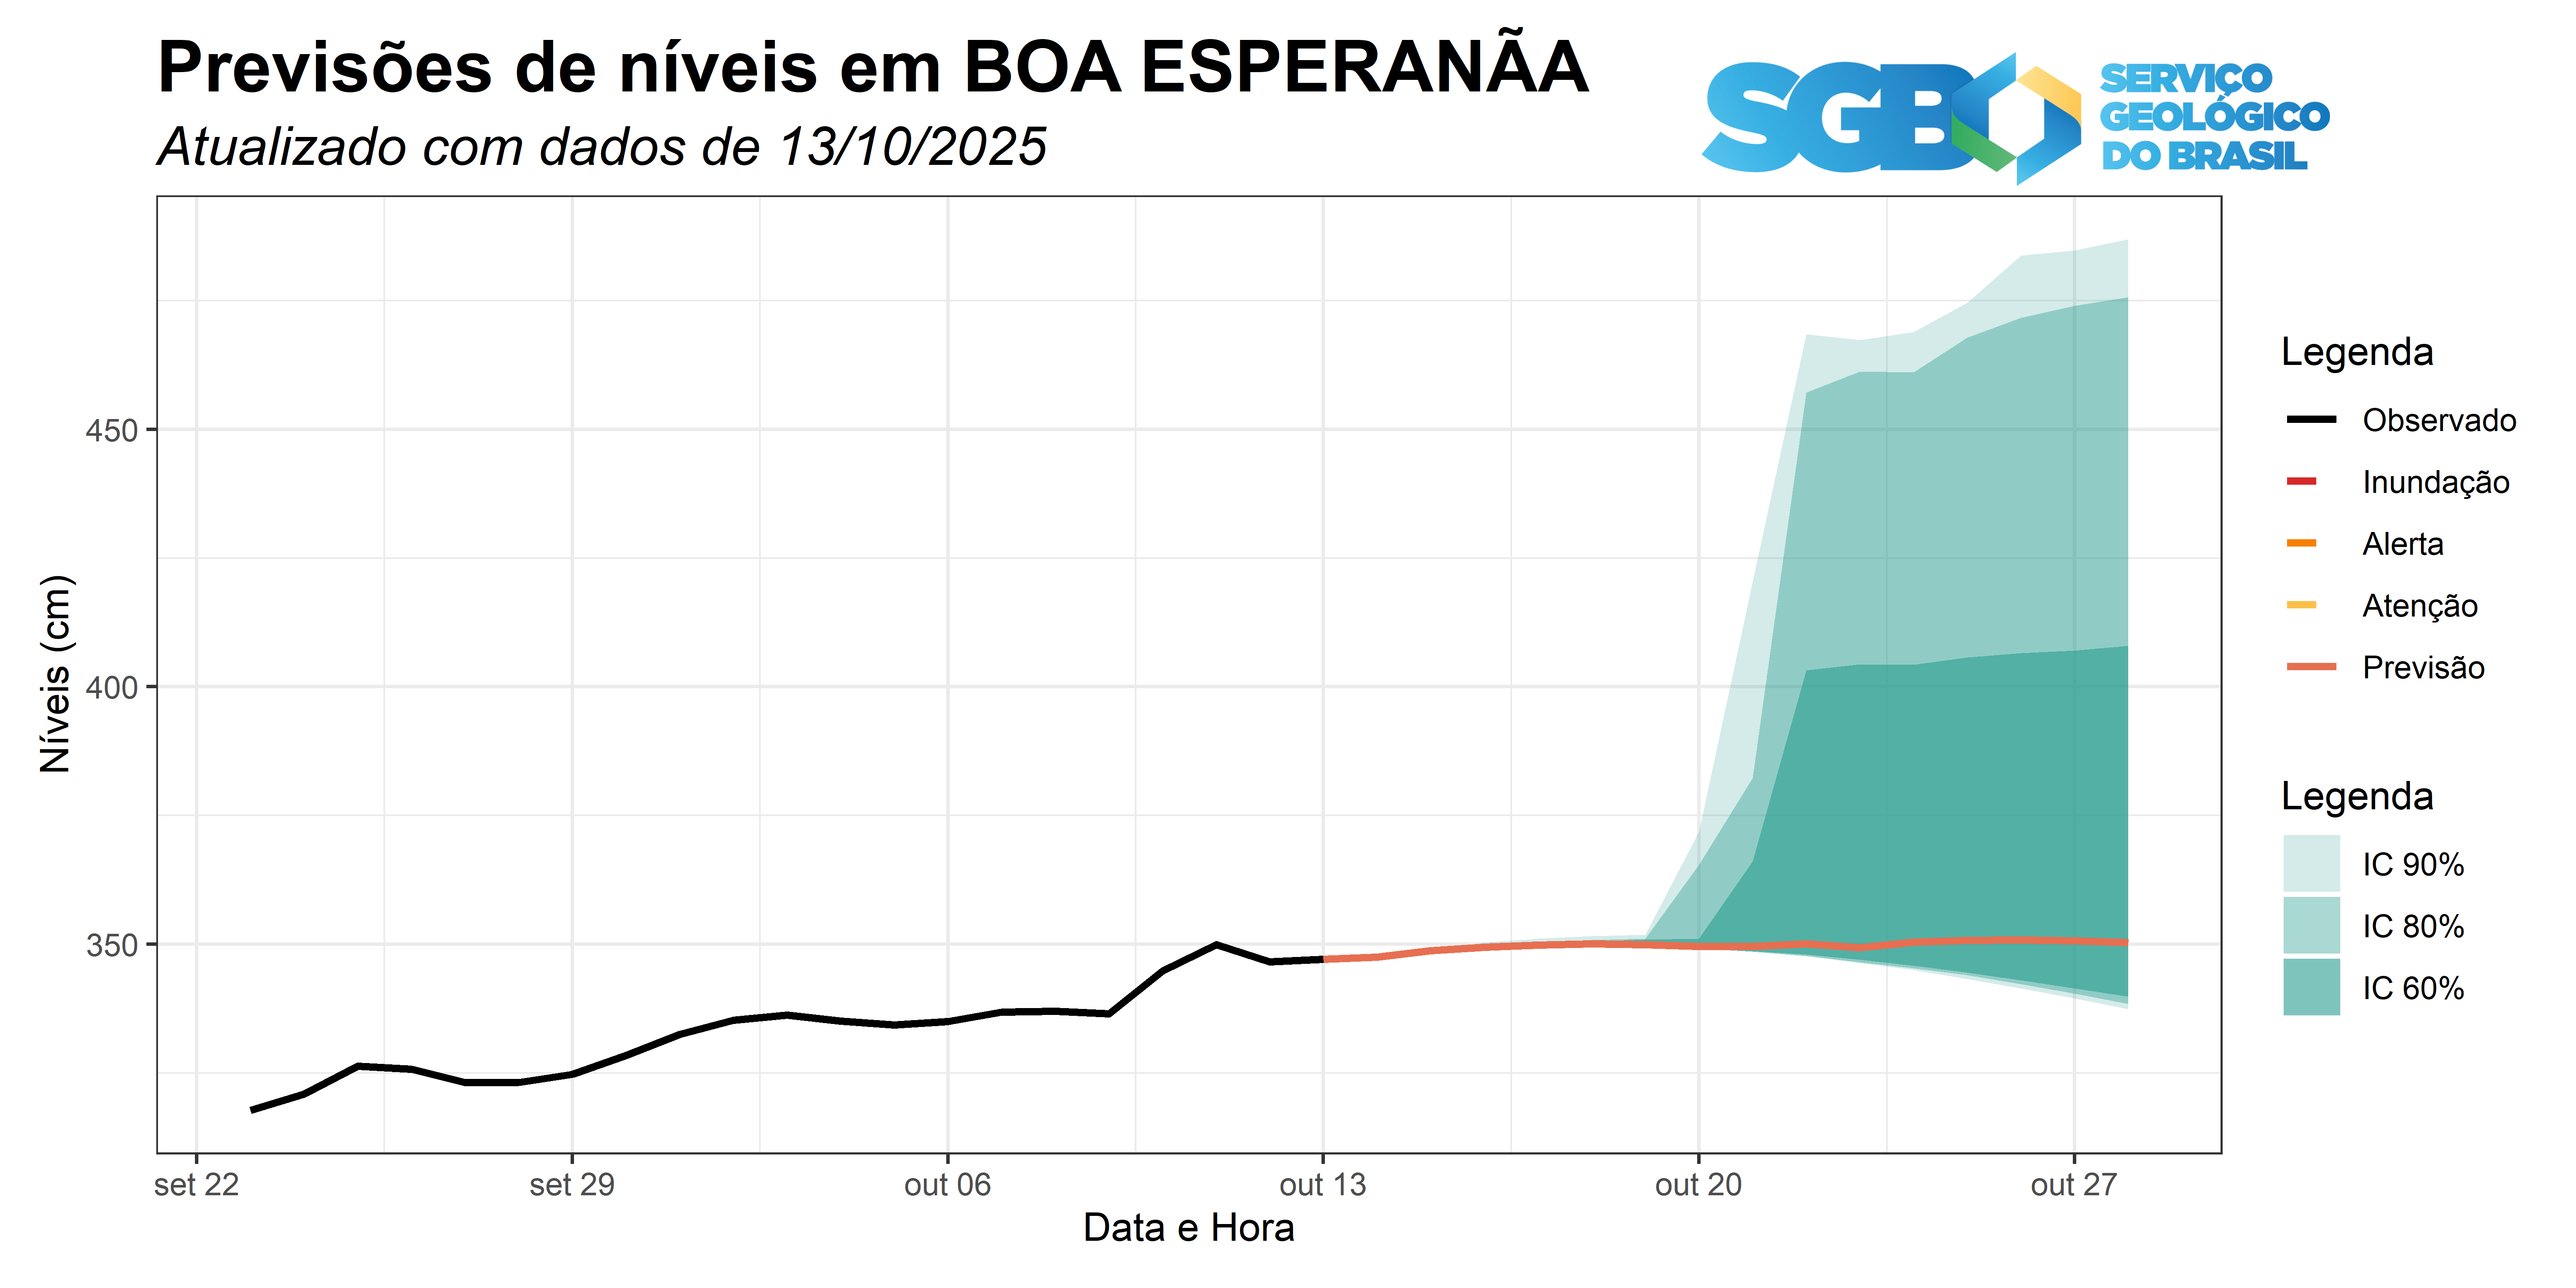 Previsões de níveis em BOA ESPERANÃA
Atualizado com dados de 13/10/2025
SGB
SERVIÇO
GEOLÓGICO
DO BRASIL
Níveis (cm)
450
400
350
set 22
set 29
out 06
out 13
out 20
out 27
Data e Hora
Legenda
Observado
Inundação
Alerta
Atenção
Previsão
Legenda
IC 90%
IC 80%
IC 60%